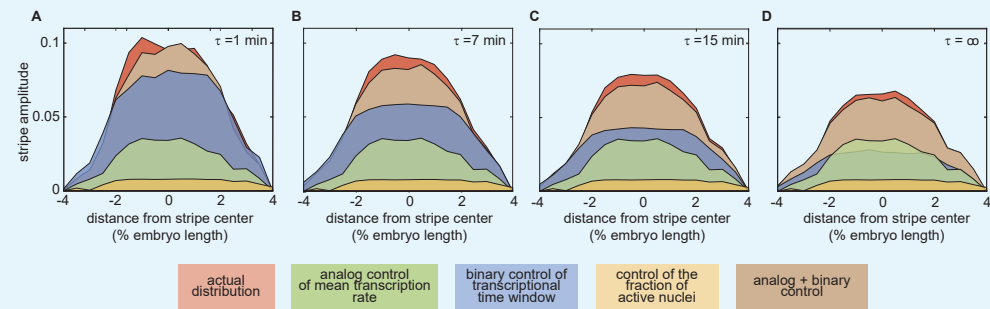 A
B
C
D
τ =1 min
τ =7 min
τ =15 min
τ = ∞
stripe amplitude
0.1
0.05
0
-4 -2 0 2 4
-4 -2 0 2 4
-4 -2 0 2 4
-4 -2 0 2 4
distance from stripe center
(% embryo length)
distance from stripe center
(% embryo length)
distance from stripe center
(% embryo length)
distance from stripe center
(% embryo length)
actual
distribution
analog control
of mean transcription
rate
binary control of
transcriptional
time window
control of the
fraction of
active nuclei
analog + binary
control